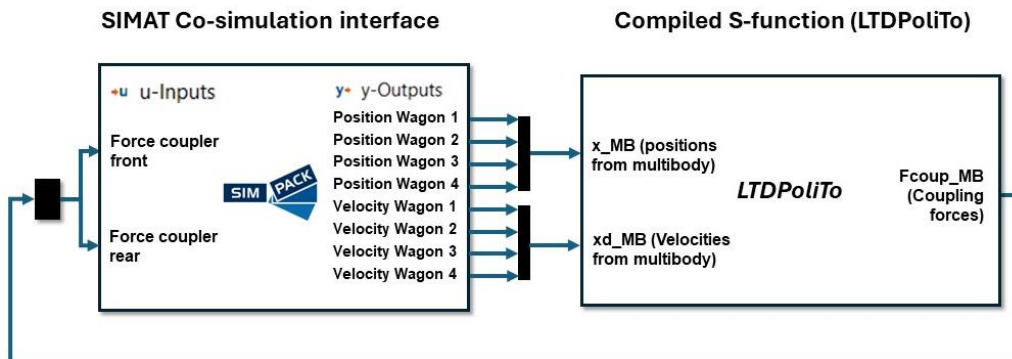 SIMAT Co-simulation interface
Compiled S-function (LTDPoliTo)
u u-Inputs
y y-Outputs
Force coupler
front
Force coupler
rear
SIM PACK
Position Wagon 1
Position Wagon 2
Position Wagon 3
Position Wagon 4
Velocity Wagon 1
Velocity Wagon 2
Velocity Wagon 3
Velocity Wagon 4
x_MB (positions
from multibody)
xd_MB (Velocities
from multibody)
LTDPoliTo
Fcoup_MB
(Coupling
forces)